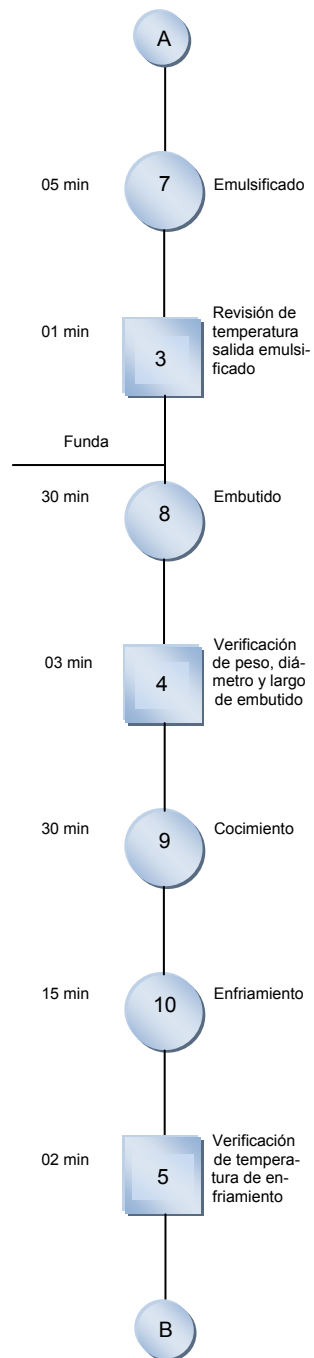 A
05 min
7
Emulsificado
01 min
3
Revisión de
temperatura
salida emulsi-
ficado
Funda
30 min
8
Embutido
03 min
4
Verificación
de peso, diá-
metro y largo
de embutido
30 min
9
Cocimiento
15 min
10
Enfriamiento
02 min
5
Verificación
de tempera-
tura de en-
friamiento
B